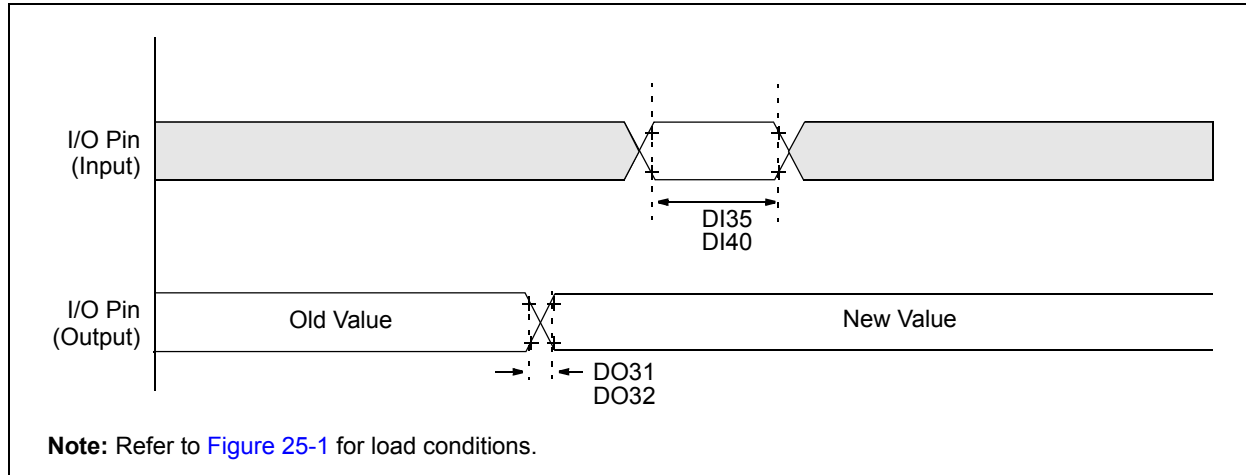 I/O Pin
(Input)
DI35
DI40
I/O Pin
(Output)
Old Value
New Value
DO31
DO32
Note: Refer to Figure 25-1 for load conditions.